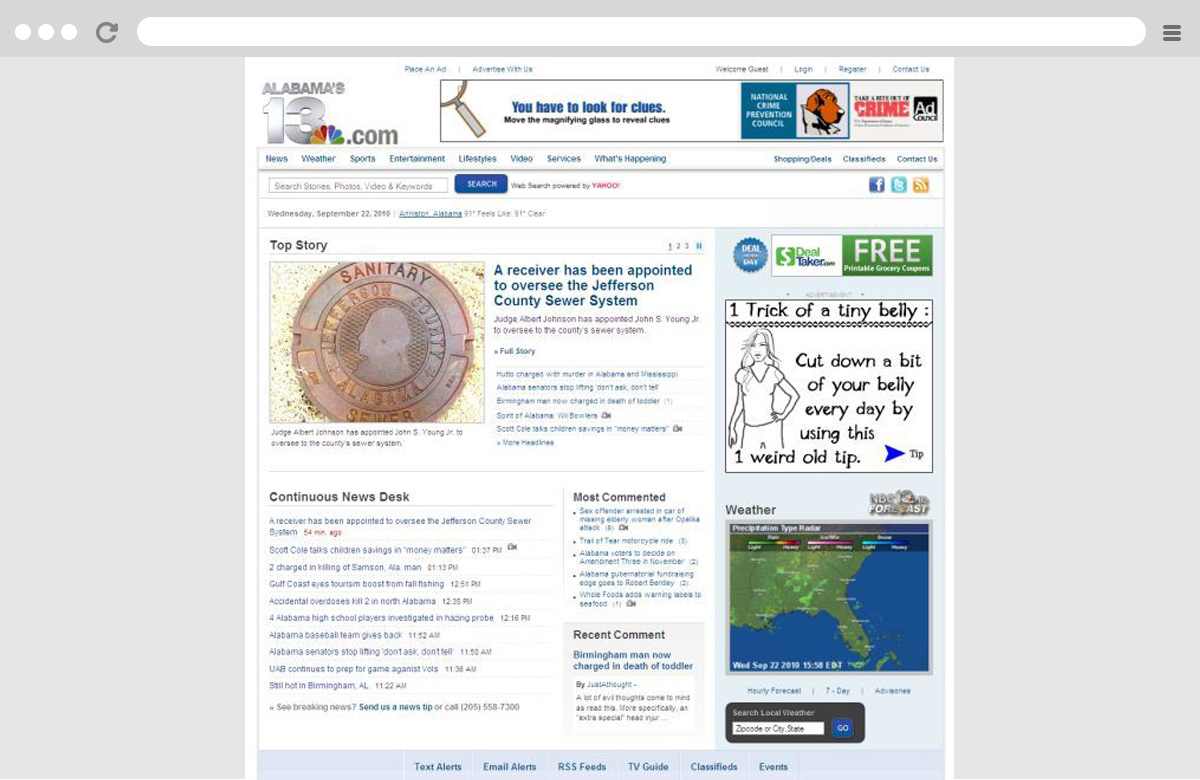 Place An Ad | Advertise With Us
Welcome Guest | Login | Register | Contact Us
ALABAMA'S
13.com
You have to look for clues.
Move the magnifying glass to reveal clues
NATIONAL
CRIME
PREVENTION
COUNCIL
TAKE A BITE OUT OF
CRIME
Ad
COUNCIL
News Weather Sports Entertainment Lifestyles Video Services What's Happening
Shopping/Deals Classifieds Contact Us
Search Stories, Photos, Video & Keywords
SEARCH
Web Search powered by YAHOO!
Wednesday, September 22, 2010 | Anniston, Alabama 91° Feels Like: 91° Clear
Top Story
1 2 3
SANITARY
JEFFERSON COUNTY
ALABAMA
SEWER
Judge Albert Johnson has appointed John S. Young Jr. to
oversee to the county's sewer system.
A receiver has been appointed
to oversee the Jefferson
County Sewer System
Judge Albert Johnson has appointed John S. Young Jr.
to oversee to the county's sewer system.
» Full Story
Hutto charged with murder in Alabama and Mississippi
Alabama senators stop lifting 'don't ask, don't tell'
Birmingham man now charged in death of toddler (1)
Spirit of Alabama: Wil Bowlers
Scott Cole talks children savings in "money matters"
» More Headlines
DEAL
DAY
S Deal
Taker.com
FREE
Printable Grocery Coupons
ADVERTISEMENT
1 Trick of a tiny belly :
Cut down a bit
of your belly
every day by
using this
1 weird old tip.
Tip
Continuous News Desk
A receiver has been appointed to oversee the Jefferson County Sewer
System 54 min. ago
Scott Cole talks children savings in "money matters" 01:37 PM
2 charged in killing of Samson, Ala. man 01:13 PM
Gulf Coast eyes tourism boost from fall fishing 12:51 PM
Accidental overdoses kill 2 in north Alabama 12:35 PM
4 Alabama high school players investigated in hazing probe 12:16 PM
Alabama baseball team gives back 11:52 AM
Alabama senators stop lifting 'don't ask, don't tell' 11:50 AM
UAB continues to prep for game aganist Vols 11:36 AM
Still hot in Birmingham, AL 11:22 AM
» See breaking news? Send us a news tip or call (205) 558-7300
Most Commented
Sex offender arrested in car of
missing elderly woman after Opelika
attack (8)
Trail of Tear motorcycle ride (3)
Alabama voters to decide on
Amendment Three in November (2)
Alabama gubernatorial fundraising
edge goes to Robert Bentley (2)
Whole Foods adds warning labels to
seafood (1)
Recent Comment
Birmingham man now
charged in death of toddler
By JustAthought -
A lot of evil thoughts come to mind
as read this. More specifically, an
"extra special" head injur ...
Weather
NBC 13
FORECAST
Precipitation Type Radar
Rain Ice/Mix Snow
Light Heavy Light Heavy Light Heavy
Wed Sep 22 2010 15:58 EDT
Hourly Forecast | 7 - Day | Advisories
Search Local Weather
Zipcode or City,State
GO
Text Alerts Email Alerts RSS Feeds TV Guide Classifieds Events